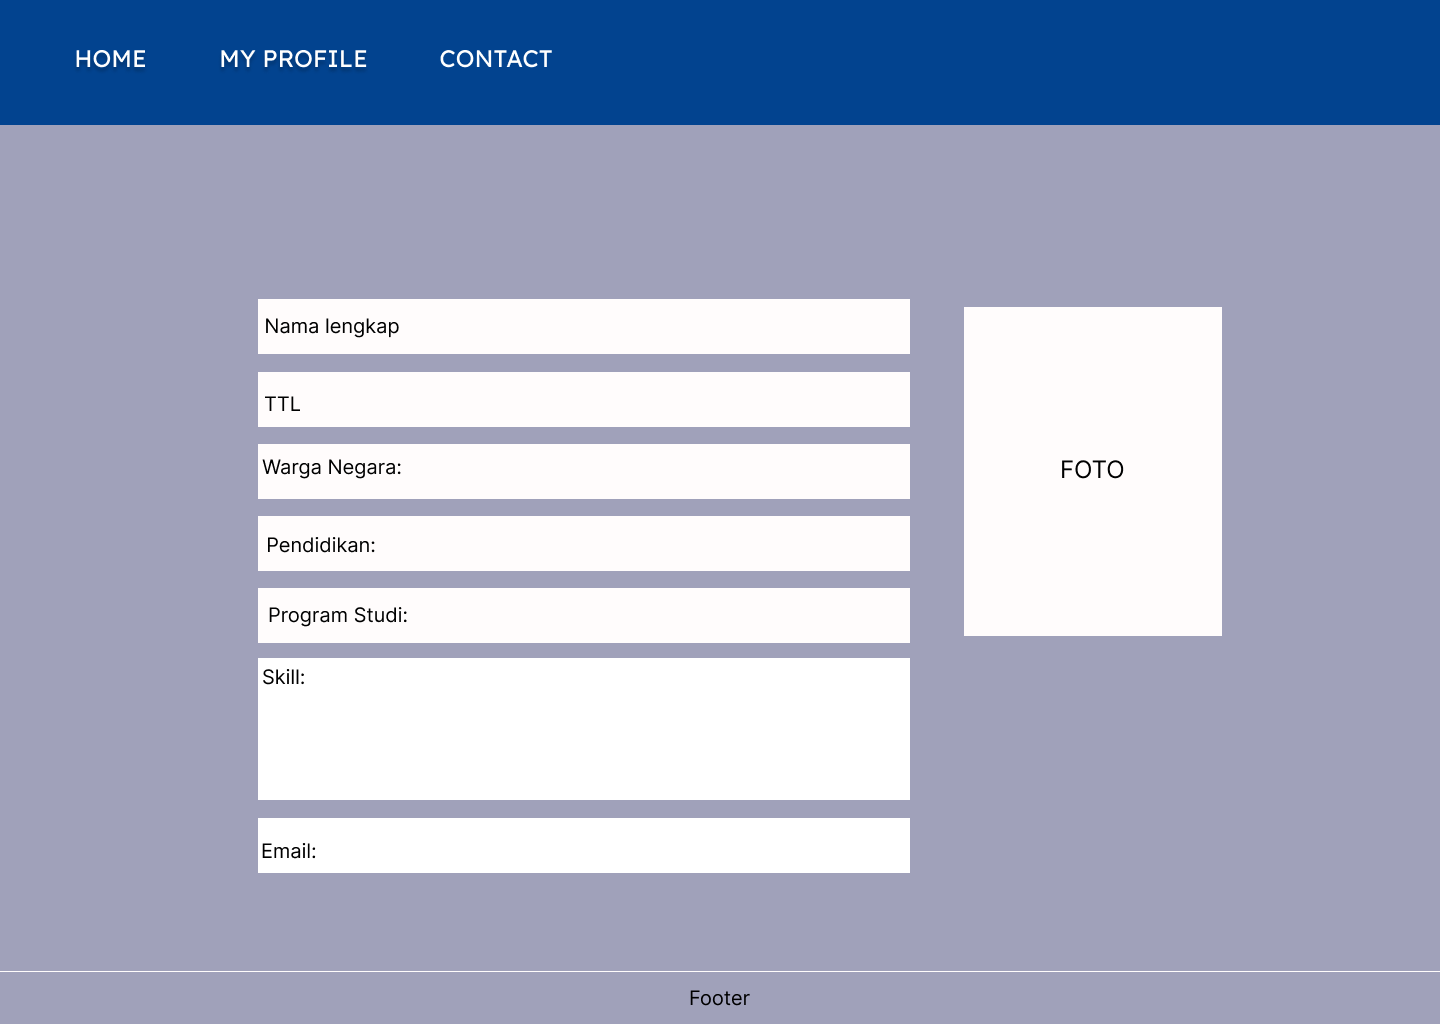 HOME MY PROFILE CONTACT
Nama lengkap
TTL
Warga Negara:
Pendidikan:
Program Studi:
Skill:
Email:
FOTO
Footer